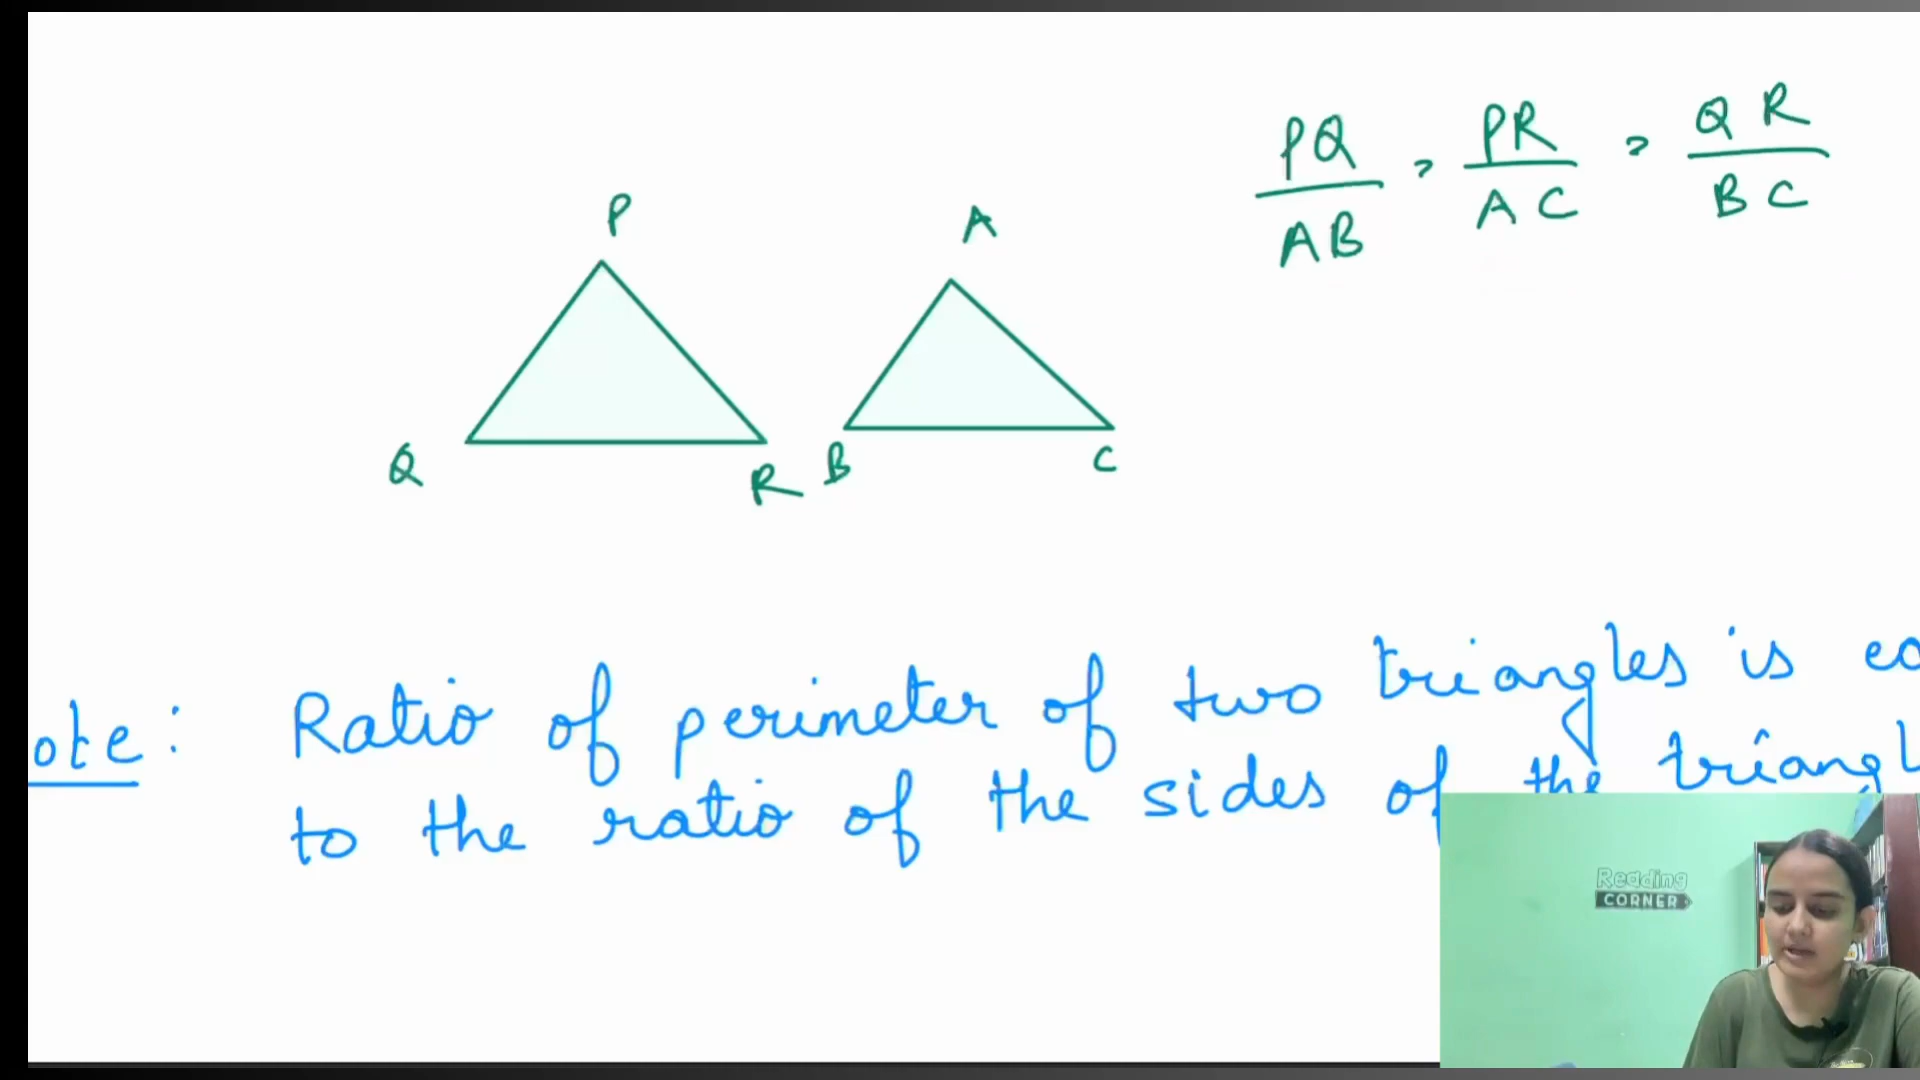 PQ/AB = PR/AC = QR/BC
P
A
Q
R
B
C
ote: Ratio of perimeter of two triangles is eq
to the ratio of the sides of the triangl
Reading
CORNER